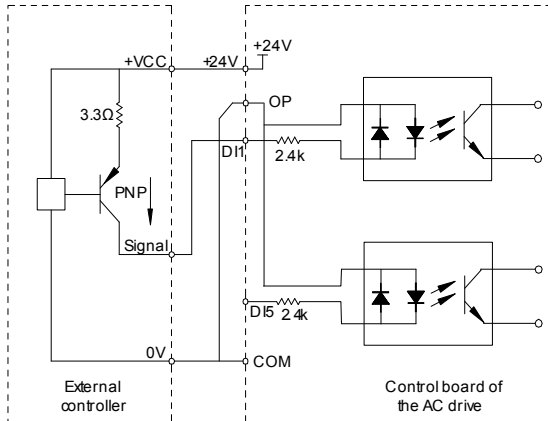 +24V
+VCC
+24V
OP
3.3Ω
DI1
2.4k
PNP
Signal
DI5
2.4k
0V
COM
External
controller
Control board of
the AC drive